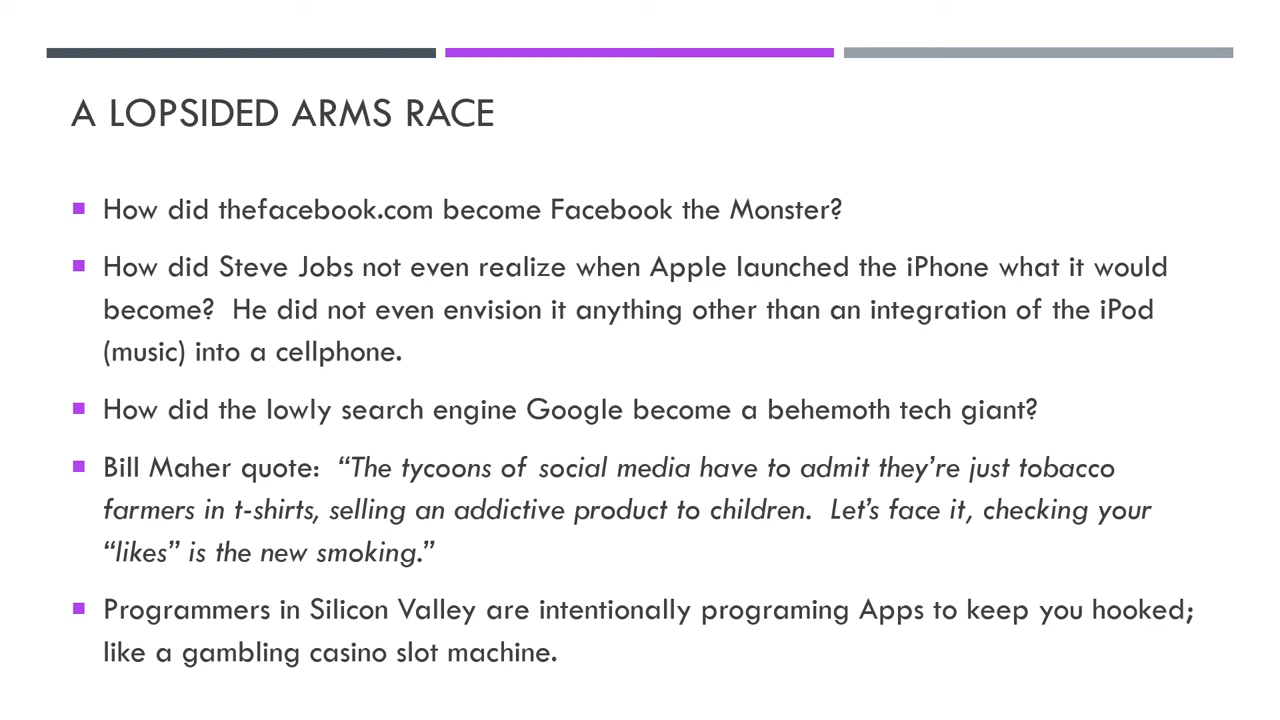 A LOPSIDED ARMS RACE
How did thefacebook.com become Facebook the Monster?
How did Steve Jobs not even realize when Apple launched the iPhone what it would
become?  He did not even envision it anything other than an integration of the iPod
(music) into a cellphone.
How did the lowly search engine Google become a behemoth tech giant?
Bill Maher quote:  “The tycoons of social media have to admit they’re just tobacco
farmers in t-shirts, selling an addictive product to children.  Let’s face it, checking your
“likes” is the new smoking.”
Programmers in Silicon Valley are intentionally programing Apps to keep you hooked;
like a gambling casino slot machine.